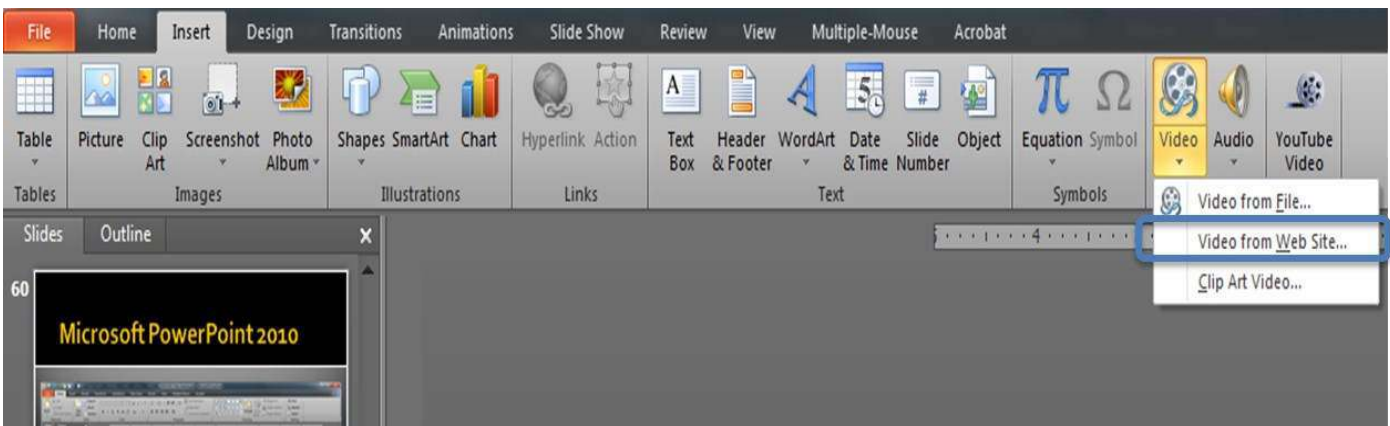 File Home Insert Design Transitions Animations Slide Show Review View Multiple-Mouse Acrobat
Table Picture Clip Art Screenshot Photo Album Shapes SmartArt Chart Hyperlink Action Text Box Header & Footer WordArt Date & Time Slide Number Object Equation Symbol Video Audio YouTube Video
Tables Images Illustrations Links Text Symbols
Video from File...
Video from Web Site...
Clip Art Video...
Slides Outline x
4
60
Microsoft PowerPoint 2010